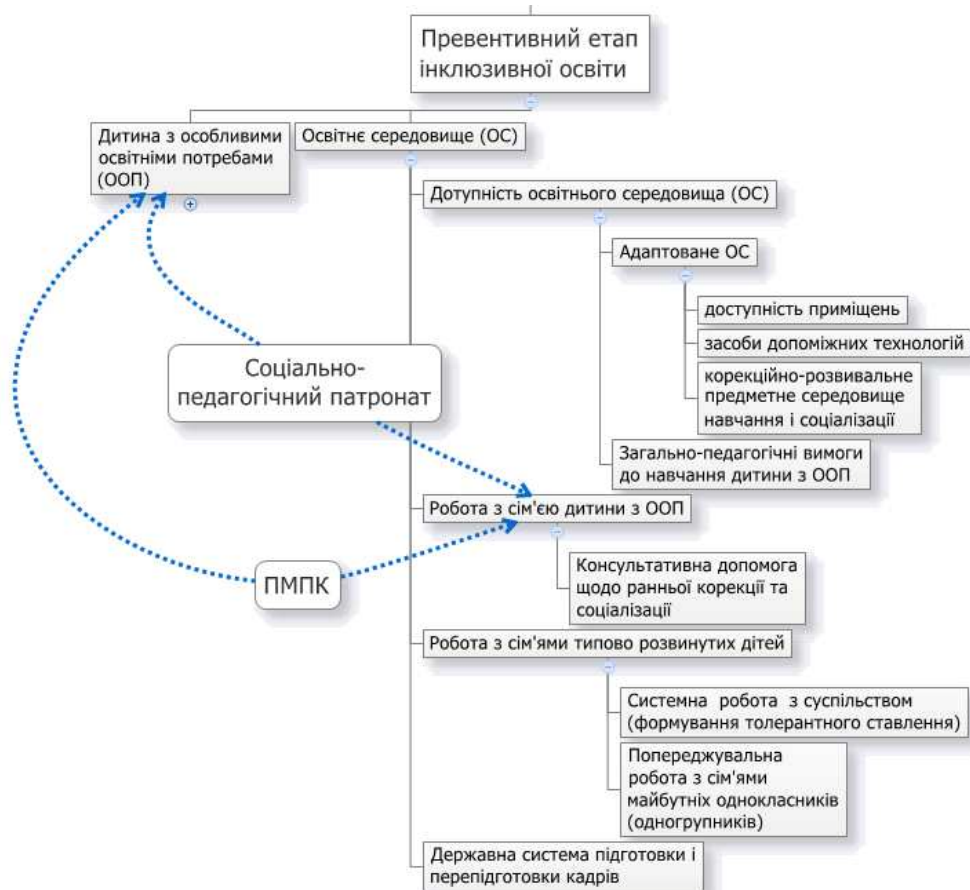 Превентивний етап
інклюзивної освіти
Дитина з особливими
освітніми потребами
(ООП)
Освітнє середовище (ОС)
Дотупність освітнього середовища (ОС)
Адаптоване ОС
доступність приміщень
засоби допоміжних технологій
корекційно-розвивальне
предметне середовище
навчання і соціалізації
Соціально-
педагогічний патронат
Загально-педагогічні вимоги
до навчання дитини з ООП
Робота з сім'єю дитини з ООП
ПМПК
Консультативна допомога
щодо ранньої корекції та
соціалізації
Робота з сім'ями типово розвинутих дітей
Системна робота з суспільством
(формування толерантного ставлення)
Попереджувальна
робота з сім'ями
майбутніх однокласників
(одногрупників)
Державна система підготовки і
перепідготовки кадрів